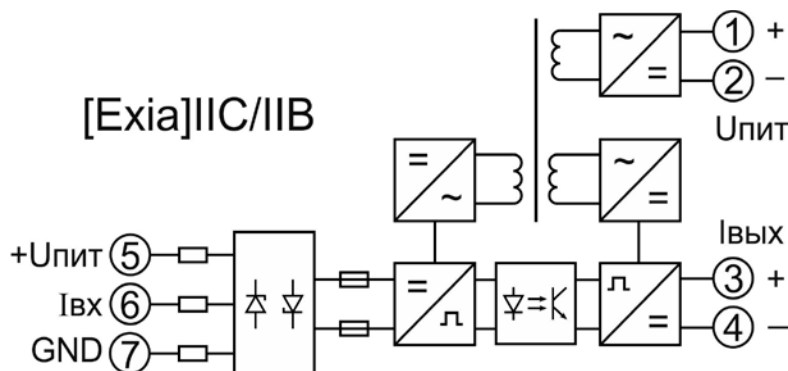 1 +
2 –
Uпит
[Exia]IIC/IIB
= ~
~ =
~ =
+Uпит 5
Iвх 6
GND 7
=
=
Iвых
3 +
4 –